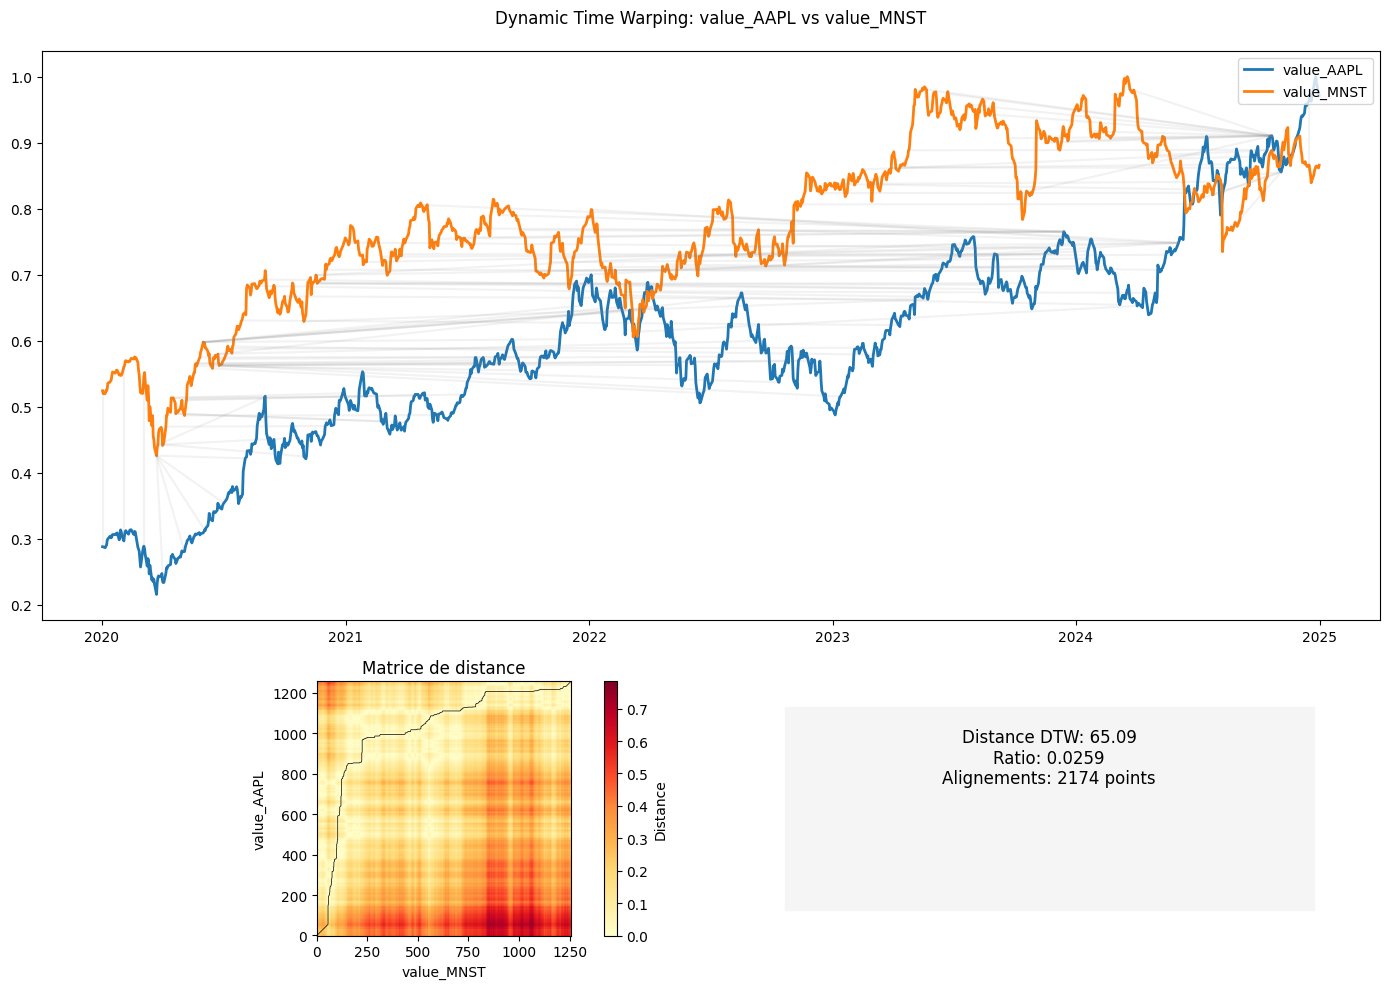 Dynamic Time Warping: value_AAPL vs value_MNST
value_AAPL
value_MNST
1.0
0.9
0.8
0.7
0.6
0.5
0.4
0.3
0.2
2020 2021 2022 2023 2024 2025
Matrice de distance
value_AAPL
1200
1000
800
600
400
200
0
0 250 500 750 1000 1250
value_MNST
0.7
0.6
0.5
0.4
0.3
0.2
0.1
0.0
Distance
Distance DTW: 65.09
Ratio: 0.0259
Alignements: 2174 points